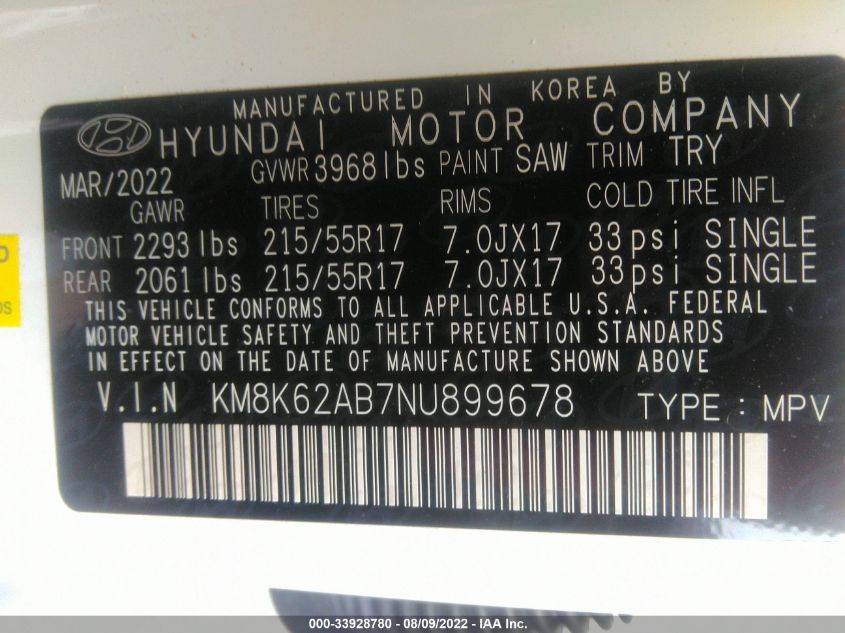 MANUFACTURED IN KOREA BY
HYUNDAI MOTOR COMPANY
MAR/2022 GVWR 3968 lbs PAINT SAW TRIM TRY
GAWR TIRES RIMS COLD TIRE INFL
FRONT 2293 lbs 215/55R17 7.0JX17 33psi SINGLE
REAR 2061 lbs 215/55R17 7.0JX17 33psi SINGLE
THIS VEHICLE CONFORMS TO ALL APPLICABLE U.S.A. FEDERAL
MOTOR VEHICLE SAFETY AND THEFT PREVENTION STANDARDS
IN EFFECT ON THE DATE OF MANUFACTURE SHOWN ABOVE
V.I.N KM8K62AB7NU899678 TYPE : MPV
000-33928780 - 08/09/2022 - IAA Inc.